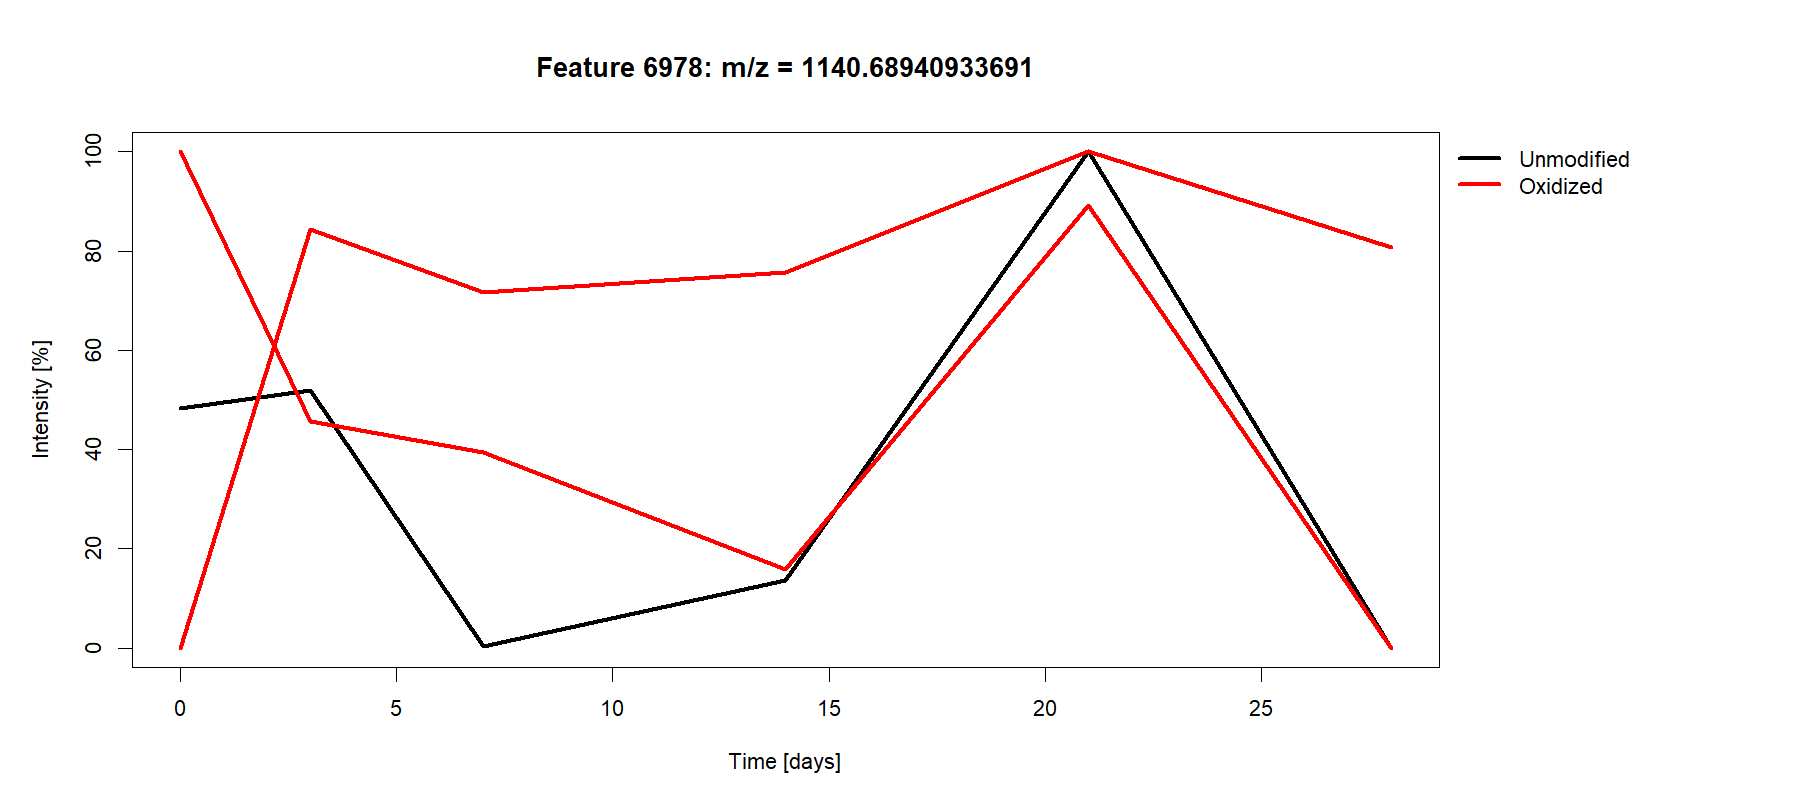 Feature 6978: m/z = 1140.68940933691
Unmodified
Oxidized
100
80
60
40
20
0
Intensity [%]
0 5 10 15 20 25
Time [days]